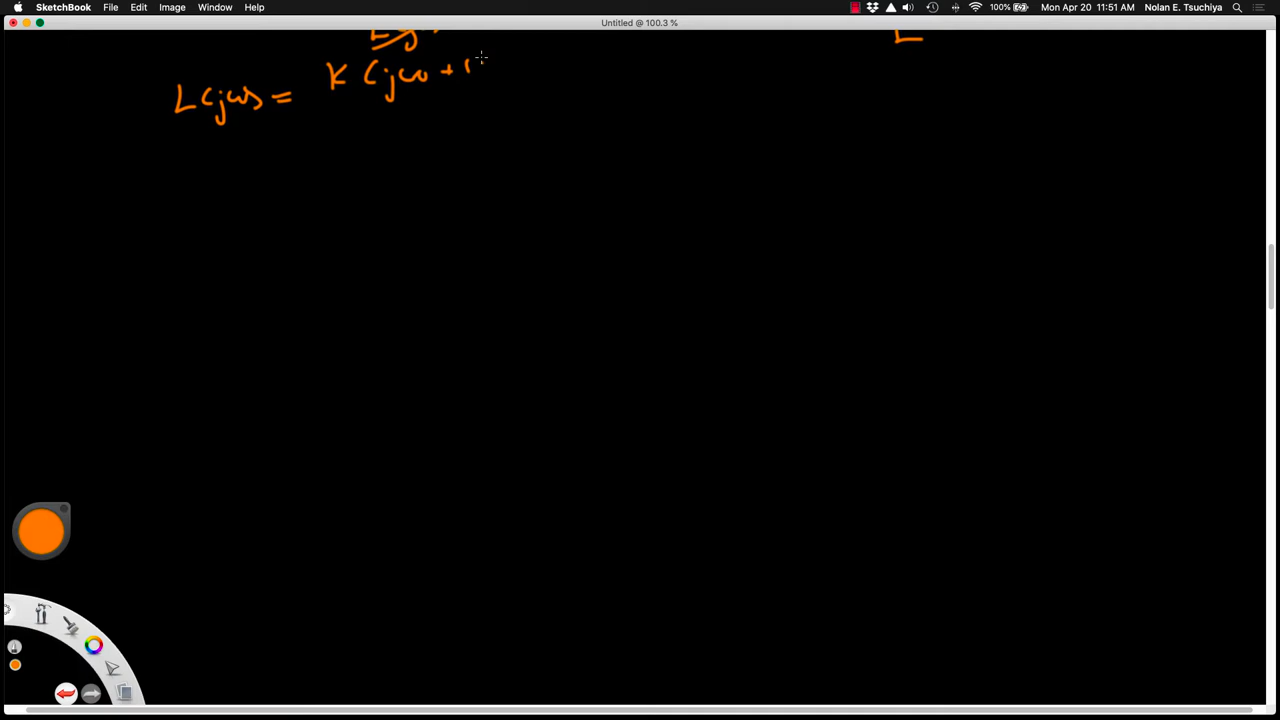 SketchBook File Edit Image Window Help 100% Mon Apr 20 11:51 AM Nolan E. Tsuchiya
Untitled @ 100.3 %
L(jω) = K (jω +